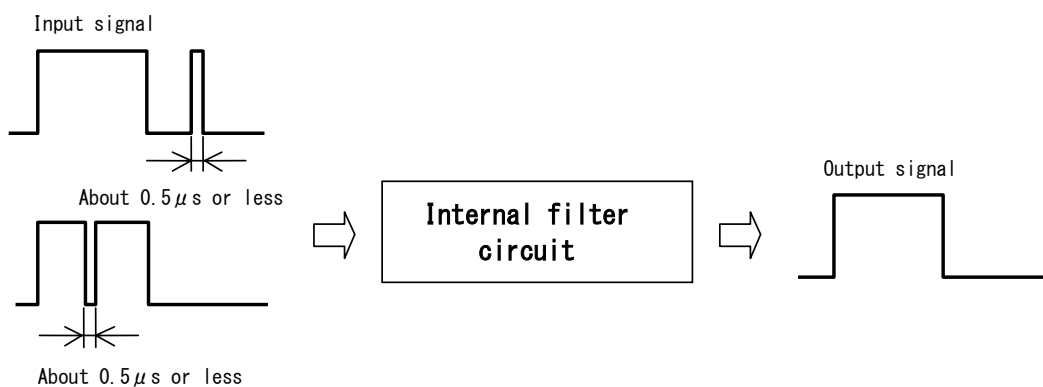 Input signal
About 0.5μs or less
Output signal
Internal filter
circuit
About 0.5μs or less